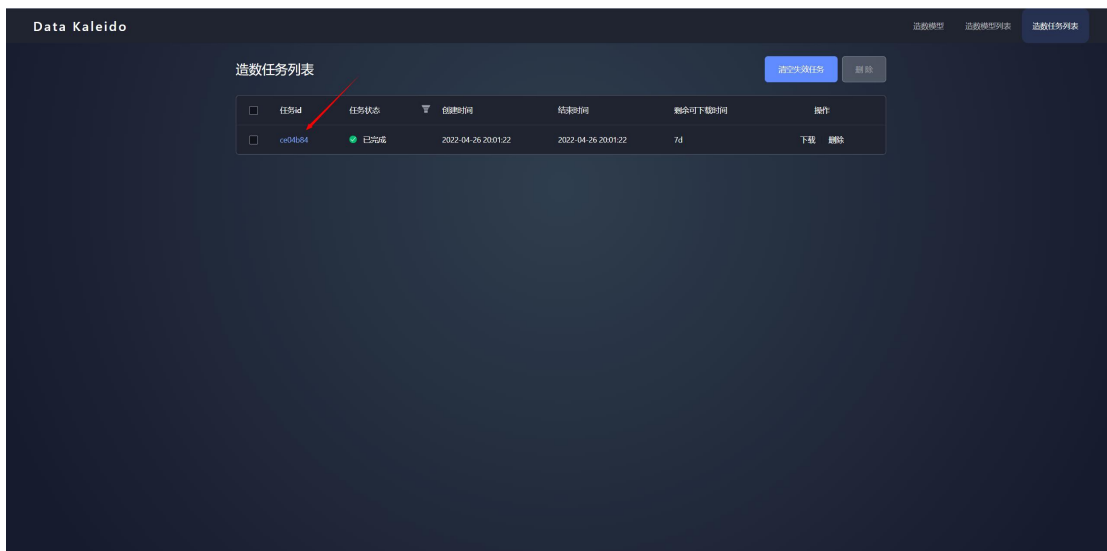 Data Kaleido 造数模型 造数模型列表 造数任务列表
造数任务列表 清空失效任务 删除
任务id 任务状态 创建时间 结束时间 剩余可下载时间 操作
ce04b84 已完成 2022-04-26 20:01:22 2022-04-26 20:01:22 7d 下载 删除